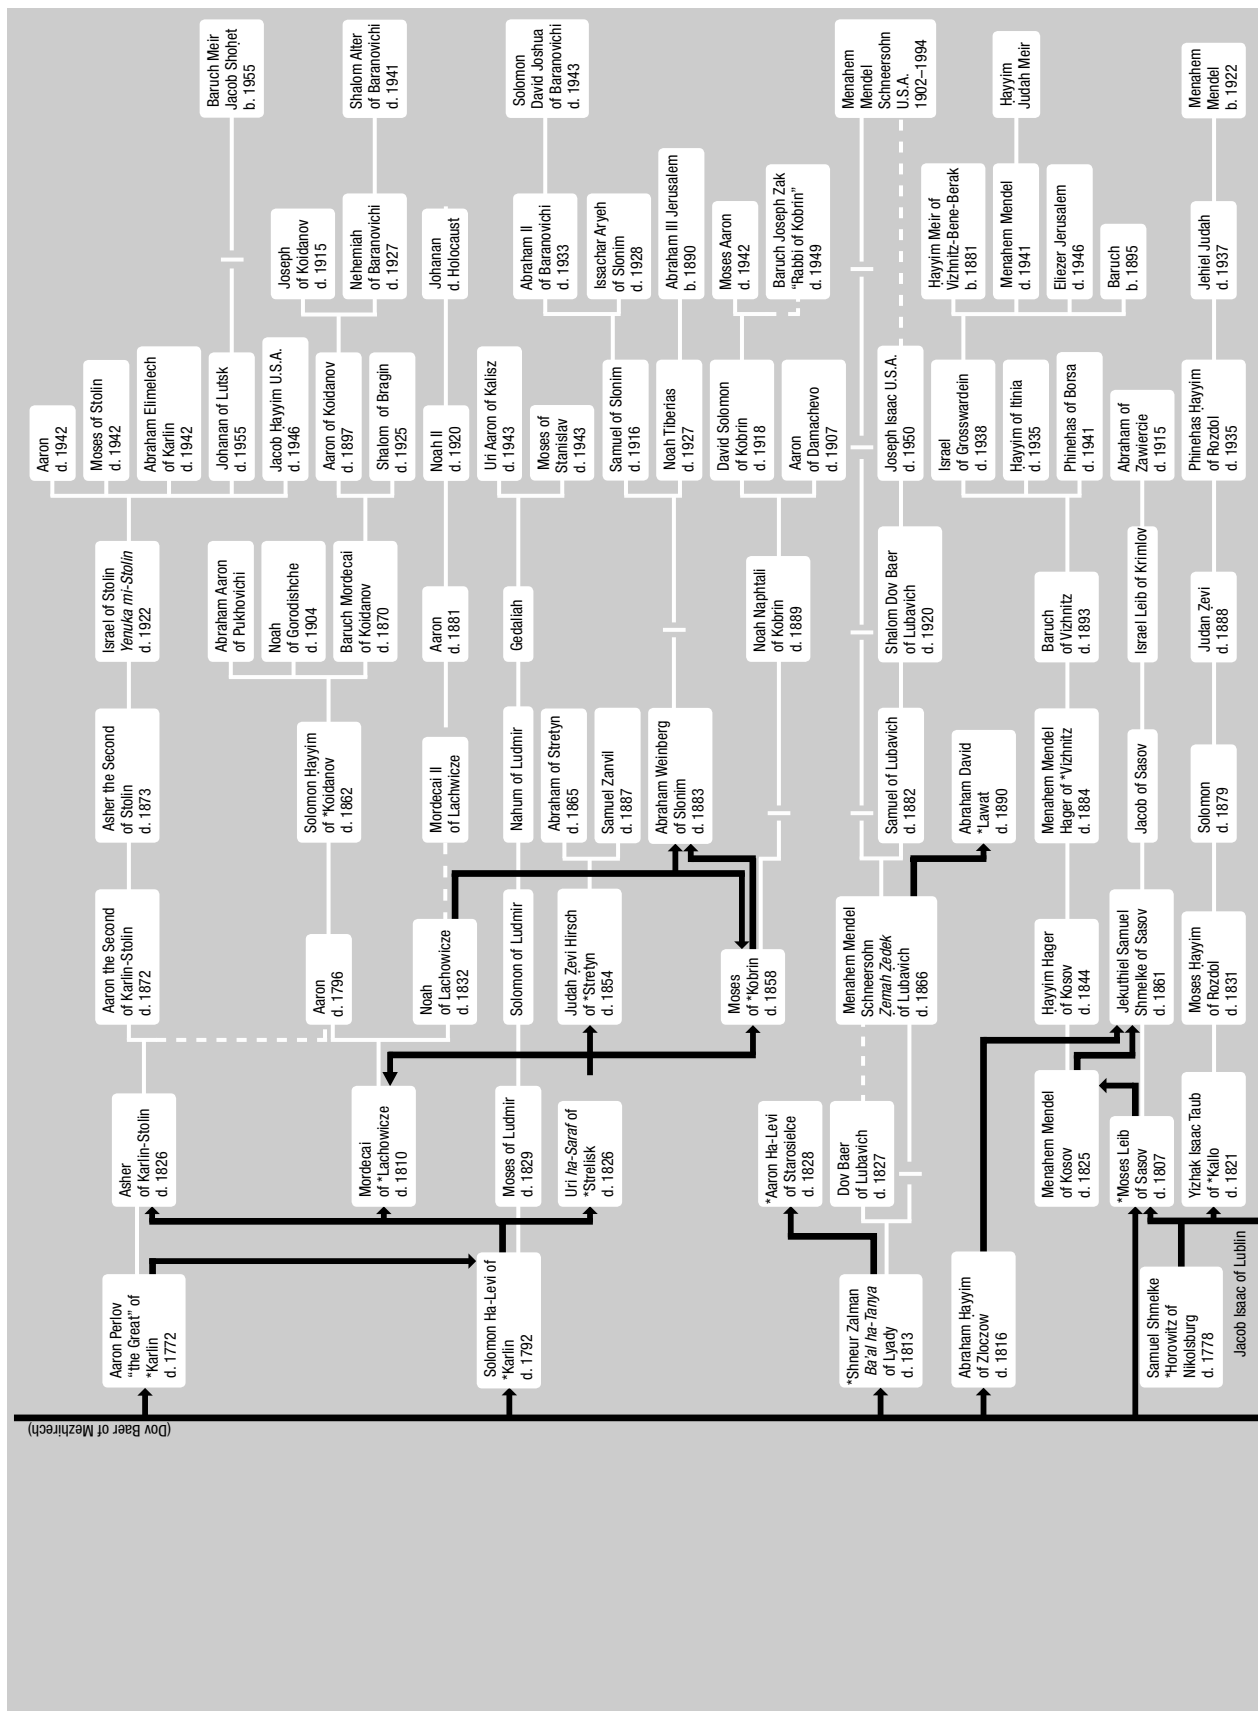 (Dov Baer of Mezhirech)
Aaron Perlov
"the Great" of
*Karlin
d. 1772
Solomon Ha-Levi of
*Karlin
d. 1792
*Shneur Zalman
Ba'al ha-Tanya
of Lyady
d. 1813
Abraham Ḥayyim
of Zloczow
d. 1816
Samuel Shmelke
*Horowitz of
Nikolsburg
d. 1778
Jacob Isaac of Lublin
Asher
of Karlin-Stolin
d. 1826
Mordecai
of *Lachowicze
d. 1810
Moses of Ludmir
d. 1829
Uri ha-Saraf of
*Strelisk
d. 1826
*Aaron Ha-Levi
of Starosielce
d. 1828
Dov Baer
of Lubavich
d. 1827
Menahem Mendel
of Kosov
d. 1825
*Moses Leib
of Sasov
d. 1807
Yizhak Isaac Taub
of *Kallo
d. 1821
Aaron the Second
of Karlin-Stolin
d. 1872
Aaron
d. 1796
Noah
of Lachowicze
d. 1832
Solomon of Ludmir
Judah Ẓevi Hirsch
of *Stretyn
d. 1854
Moses
of *Kobrin
d. 1858
Menahem Mendel
Schneersohn
Ẓemaḥ Ẓedek
of Lubavich
d. 1866
Ḥayyim Hager
of Kosov
d. 1844
Jekuthiel Samuel
Shmelke of Sasov
d. 1861
Moses Ḥayyim
of Rozdol
d. 1831
Asher the Second
of Stolin
d. 1873
Solomon Ḥayyim
of *Koidanov
d. 1862
Mordecai II
of Lachwicze
Nahum of Ludmir
Abraham of Stretyn
d. 1865
Samuel Zanvil
d. 1887
Abraham Weinberg
of Slonim
d. 1883
Samuel of Lubavich
d. 1882
Abraham David
*Lawat
d. 1890
Menahem Mendel
Hager of *Vizhnitz
d. 1884
Jacob of Sasov
Solomon
d. 1879
Israel of Stolin
Yenuka mi-Stolin
d. 1922
Abraham Aaron
of Pukhovichi
Noah
of Gorodishche
d. 1904
Baruch Mordecai
of Koidanov
d. 1870
Aaron
d. 1881
Gedaliah
Noah Naphtali
of Kobrin
d. 1889
Shalom Dov Baer
of Lubavich
d. 1920
Baruch
of Vizhnitz
d. 1893
Israel Leib of Krimlov
Judan Ẓevi
d. 1888
Aaron
d. 1942
Moses of Stolin
d. 1942
Abraham Elimelech
of Karlin
d. 1942
Johanan of Lutsk
d. 1955
Jacob Ḥayyim U.S.A.
d. 1946
Aaron of Koidanov
d. 1897
Shalom of Bragin
d. 1925
Noah II
d. 1920
Uri Aaron of Kalisz
d. 1943
Moses of
Stanislav
d. 1943
Samuel of Slonim
d. 1916
Noah Tiberias
d. 1927
David Solomon
of Kobrin
d. 1918
Aaron
of Damachevo
d. 1907
Joseph Isaac U.S.A.
d. 1950
Israel
of Grosswardein
d. 1938
Ḥayyim of Itinia
d. 1935
Phinehas of Borsa
d. 1941
Abraham of
Zawiercie
d. 1915
Phinehas Ḥayyim
of Rozdol
d. 1935
Joseph
of Koidanov
d. 1915
Nehemiah
of Baranovichi
d. 1927
Johanan
d. Holocaust
Abraham II
of Baranovichi
d. 1933
Issachar Aryeh
of Slonim
d. 1928
Abraham III Jerusalem
b. 1890
Moses Aaron
d. 1942
Baruch Joseph Zak
"Rabbi of Kobrin"
d. 1949
Ḥayyim Meir of
Vizhnitz-Bene-Berak
b. 1881
Menahem Mendel
d. 1941
Eliezer Jerusalem
d. 1946
Baruch
b. 1895
Jehiel Judah
d. 1937
Baruch Meir
Jacob Shoḥet
b. 1955
Shalom Alter
of Baranovichi
d. 1941
Solomon
David Joshua
of Baranovichi
d. 1943
Menahem
Mendel
Schneersohn
U.S.A.
1902–1994
Ḥayyim
Judah Meir
Menahem
Mendel
b. 1922